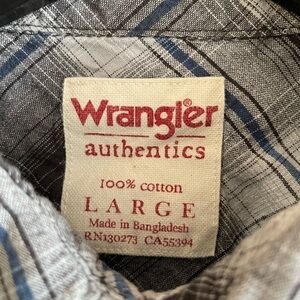 Wrangler
authentics
100% cotton
LARGE
Made in Bangladesh
RN130273 CA55394